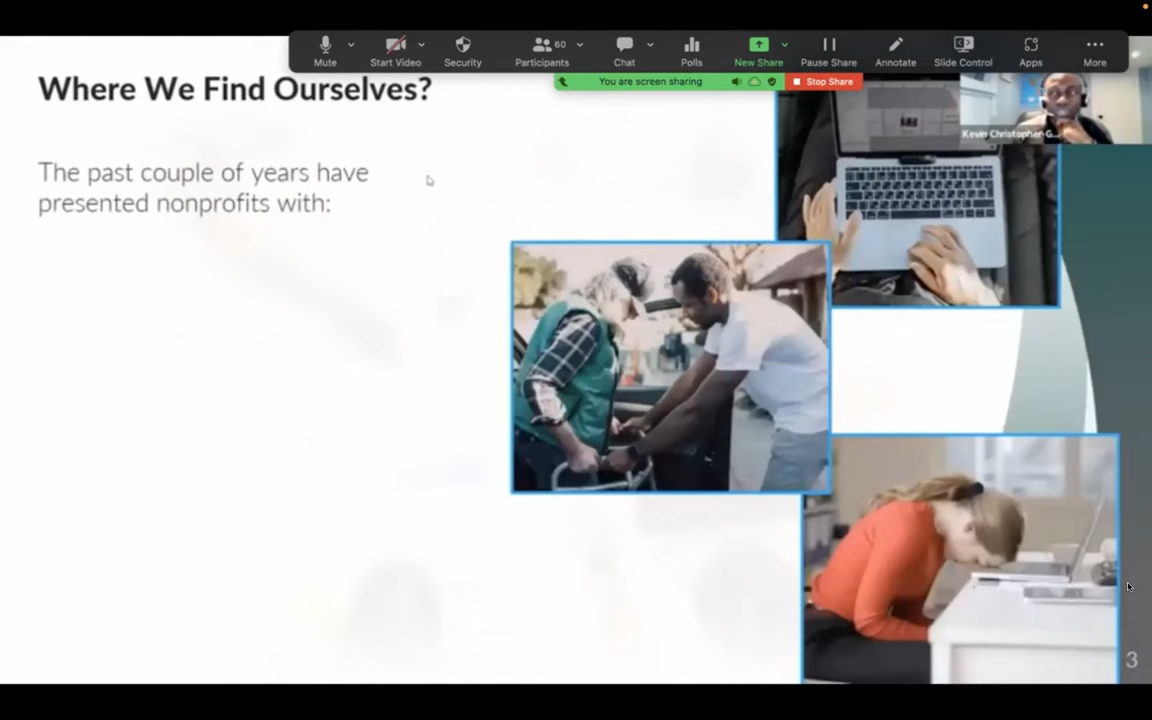 Mute
Start Video
Security
60
Participants
Chat
Polls
New Share
Pause Share
Annotate
Slide Control
Apps
More
You are screen sharing
Stop Share
Where We Find Ourselves?
Kevin Christopher-G...
The past couple of years have
presented nonprofits with:
3